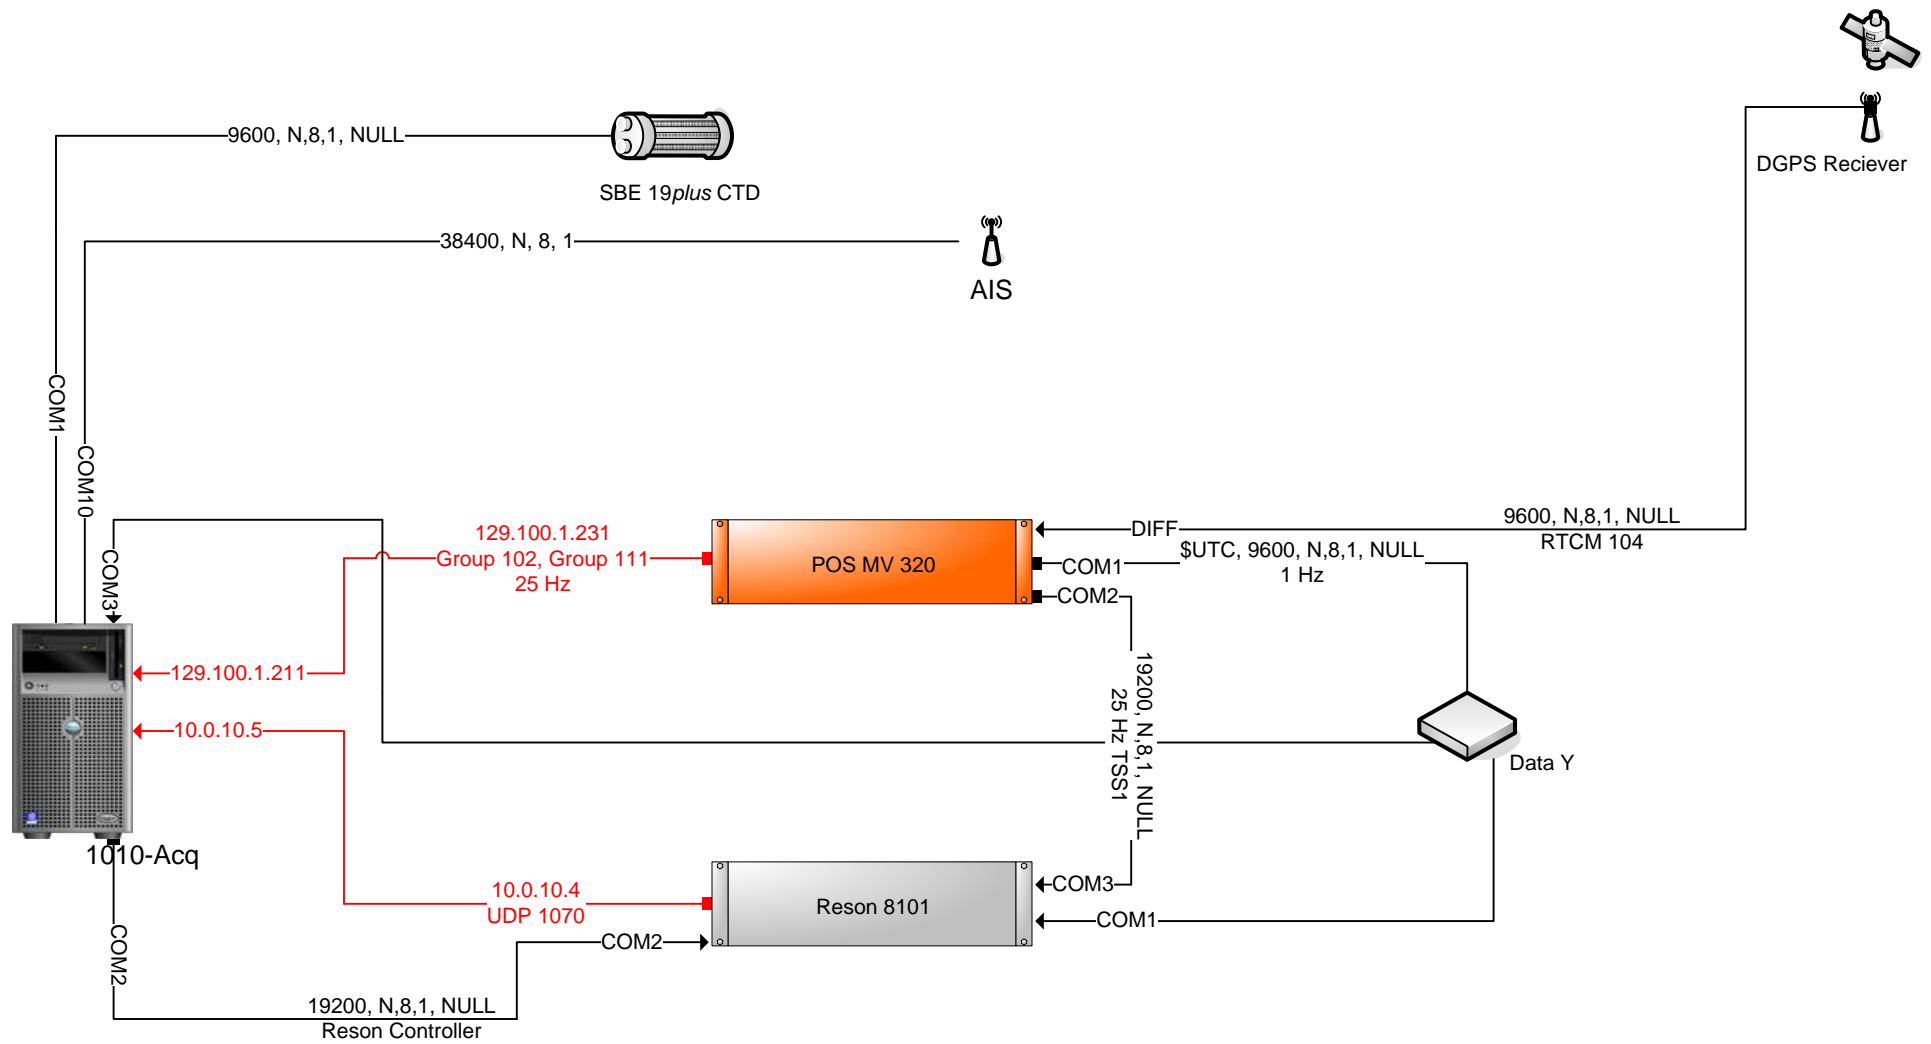 9600, N,8,1, NULL
SBE 19plus CTD
DGPS Reciever
38400, N, 8, 1
AIS
COM1
COM10
COM3
129.100.1.231
Group 102, Group 111
25 Hz
POS MV 320
DIFF
9600, N,8,1, NULL
RTCM 104
COM1
$UTC, 9600, N,8,1, NULL
1 Hz
COM2
129.100.1.211
19200, N,8,1, NULL
25 Hz TSS1
10.0.10.5
Data Y
1010-Acq
10.0.10.4
UDP 1070
Reson 8101
COM3
COM1
COM2
COM2
19200, N,8,1, NULL
Reson Controller